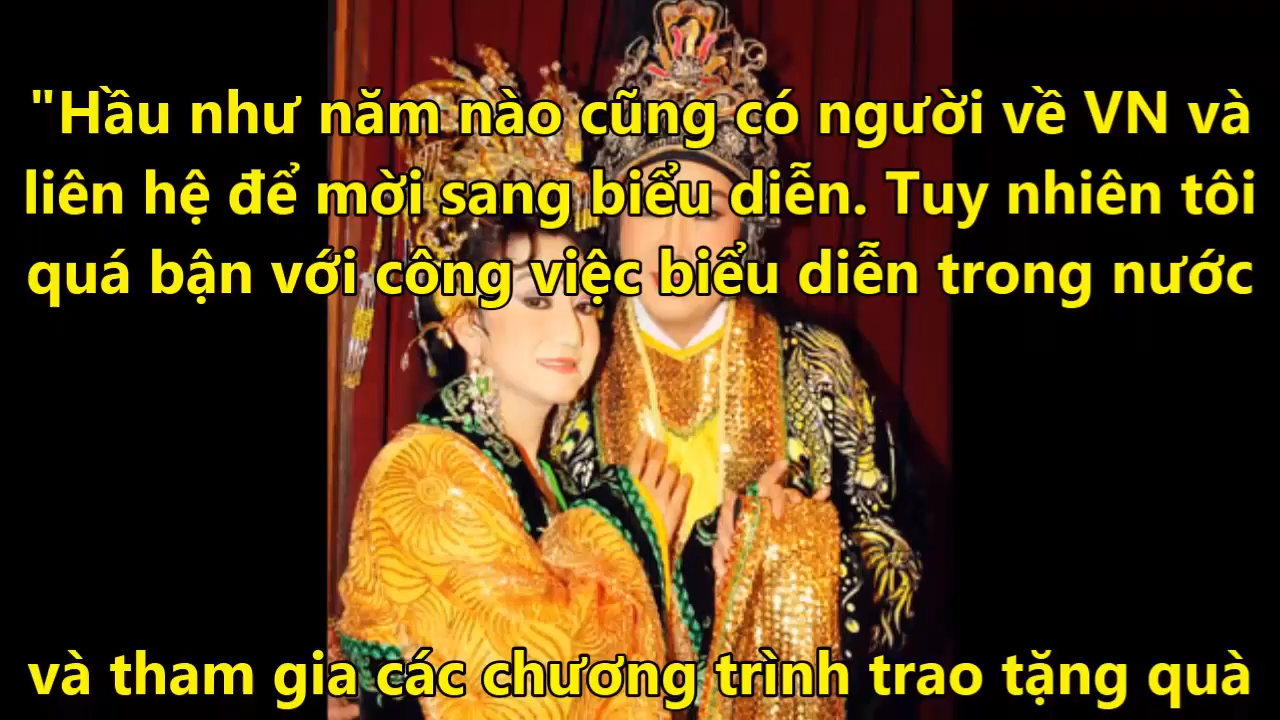 "Hầu như năm nào cũng có người về VN và
liên hệ để mời sang biểu diễn. Tuy nhiên tôi
quá bận với công việc biểu diễn trong nước
và tham gia các chương trình trao tặng quà